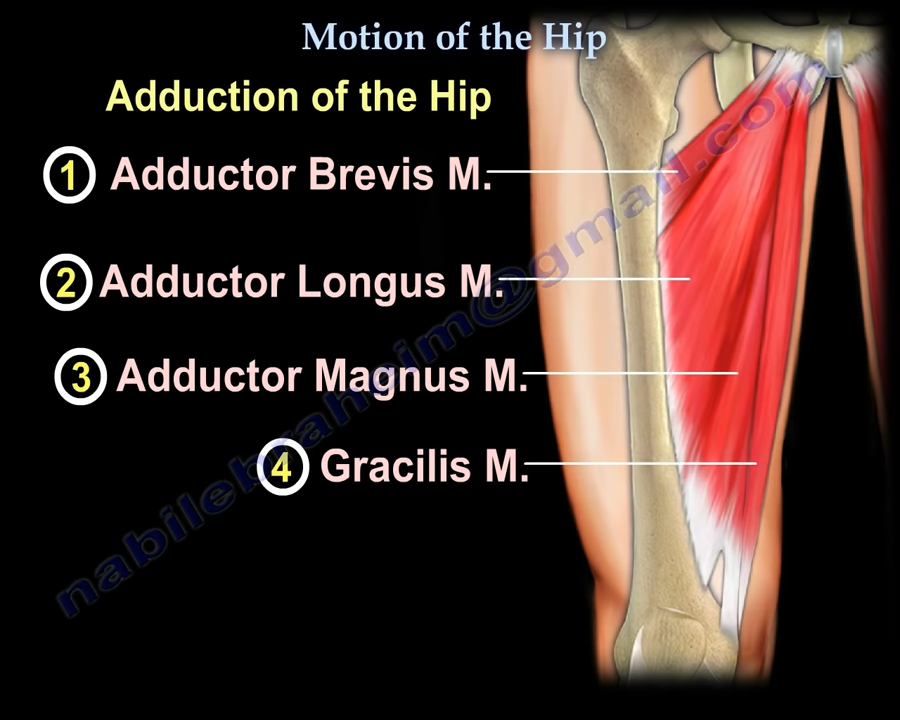 Motion of the Hip
Adduction of the Hip
1 Adductor Brevis M.
2 Adductor Longus M.
3 Adductor Magnus M.
4 Gracilis M.
nabilebraheim@gmail.com